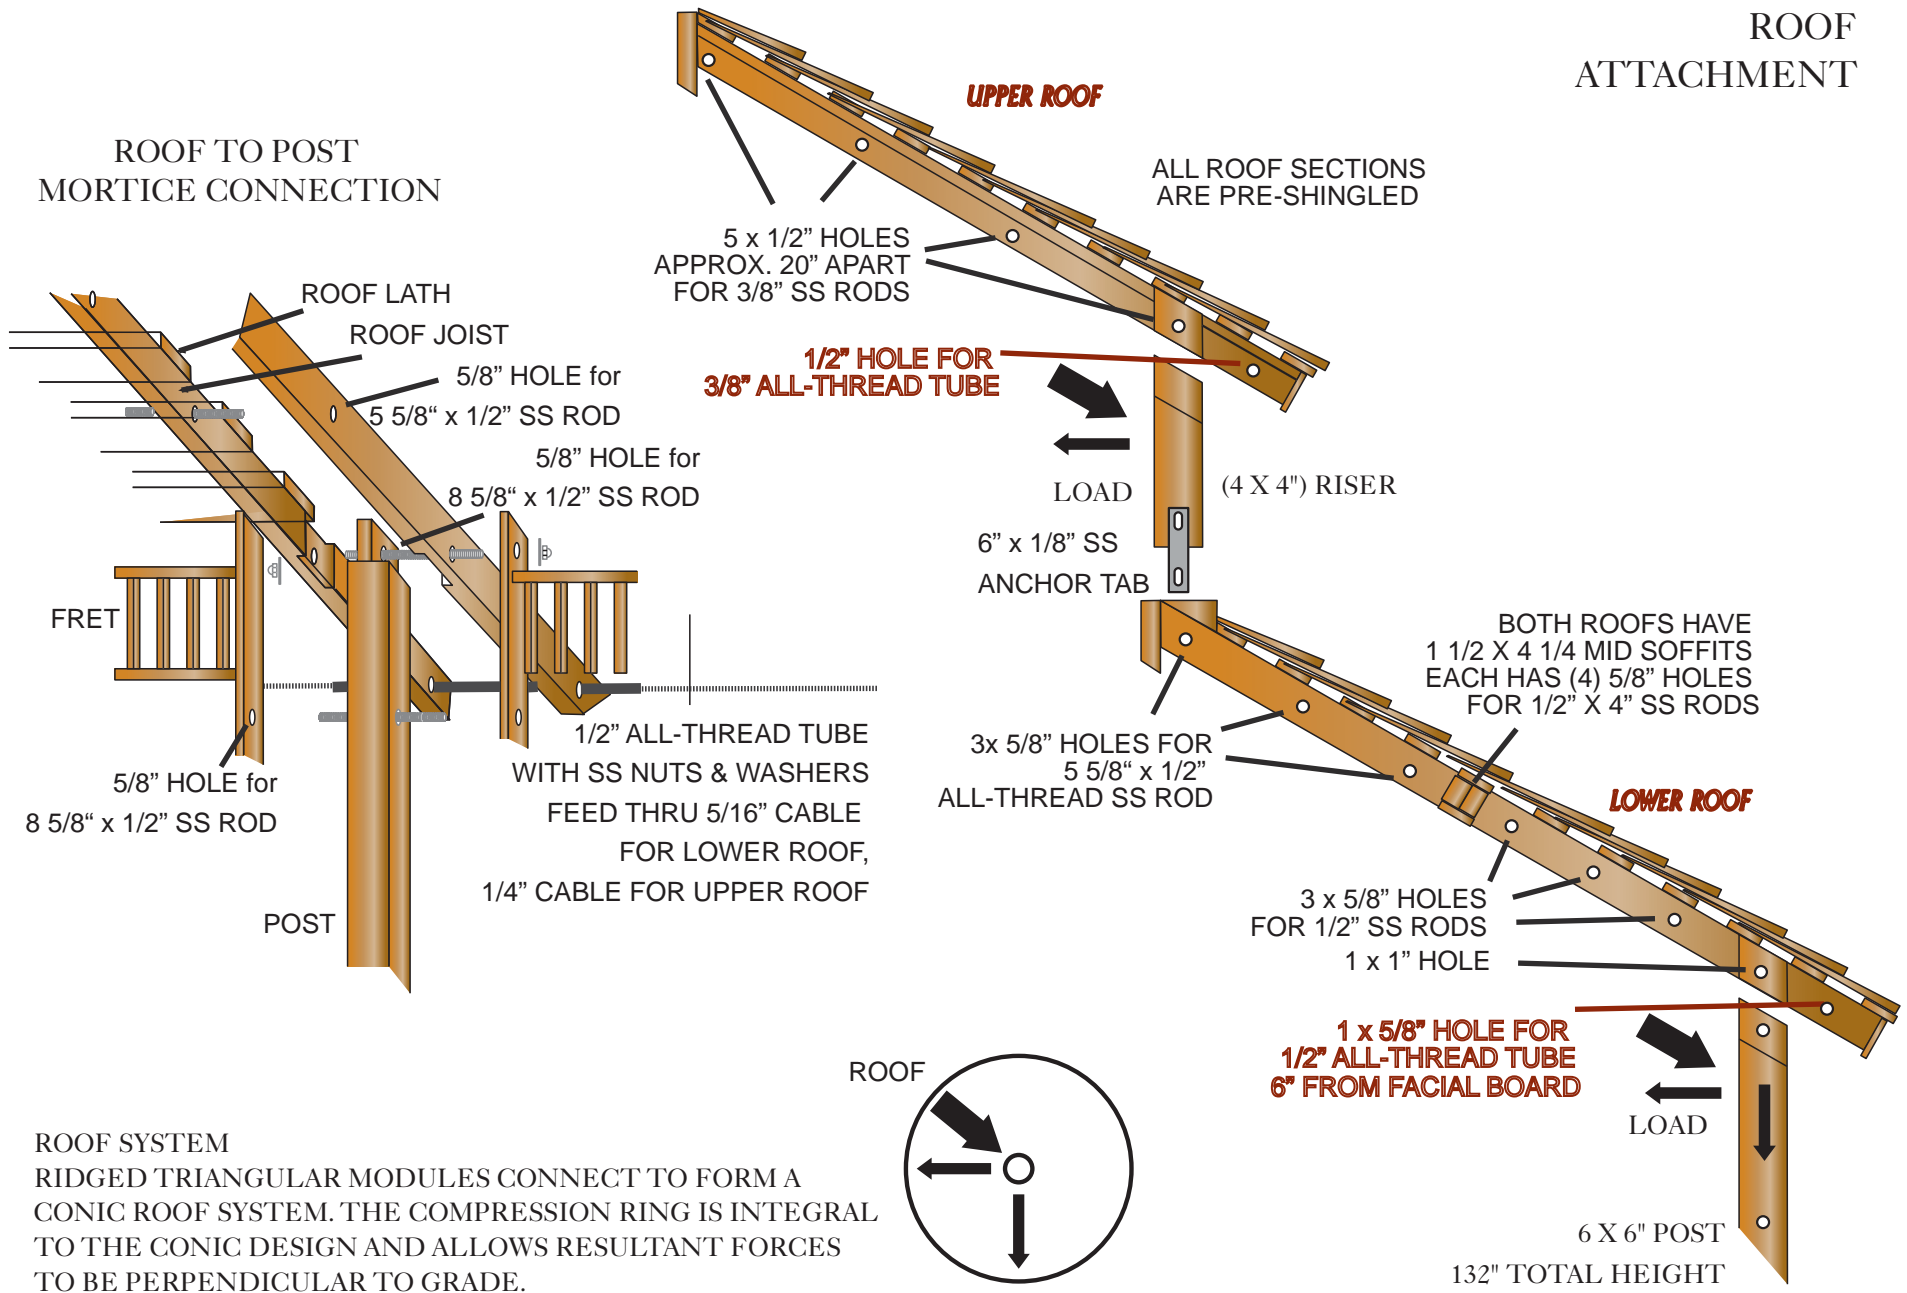 ROOF
ATTACHMENT
UPPER ROOF
ROOF TO POST
MORTICE CONNECTION
ALL ROOF SECTIONS
ARE PRE-SHINGLED
5 x 1/2” HOLES
APPROX. 20” APART
FOR 3/8” SS RODS
ROOF LATH
ROOF JOIST
5/8” HOLE for
5 5/8“ x 1/2” SS ROD
5/8” HOLE for
8 5/8“ x 1/2” SS ROD
1/2” HOLE FOR
3/8” ALL-THREAD TUBE
LOAD
(4 X 4") RISER
6” x 1/8” SS
ANCHOR TAB
FRET
BOTH ROOFS HAVE
1 1/2 X 4 1/4 MID SOFFITS
EACH HAS (4) 5/8” HOLES
FOR 1/2” X 4” SS RODS
5/8” HOLE for
8 5/8“ x 1/2” SS ROD
1/2” ALL-THREAD TUBE
WITH SS NUTS & WASHERS
FEED THRU 5/16” CABLE
FOR LOWER ROOF,
1/4” CABLE FOR UPPER ROOF
POST
3x 5/8” HOLES FOR
5 5/8“ x 1/2”
ALL-THREAD SS ROD
LOWER ROOF
3 x 5/8” HOLES
FOR 1/2” SS RODS
1 x 1” HOLE
1 x 5/8” HOLE FOR
1/2” ALL-THREAD TUBE
6” FROM FACIAL BOARD
LOAD
ROOF
6 X 6" POST
132" TOTAL HEIGHT
ROOF SYSTEM
RIDGED TRIANGULAR MODULES CONNECT TO FORM A
CONIC ROOF SYSTEM. THE COMPRESSION RING IS INTEGRAL
TO THE CONIC DESIGN AND ALLOWS RESULTANT FORCES
TO BE PERPENDICULAR TO GRADE.